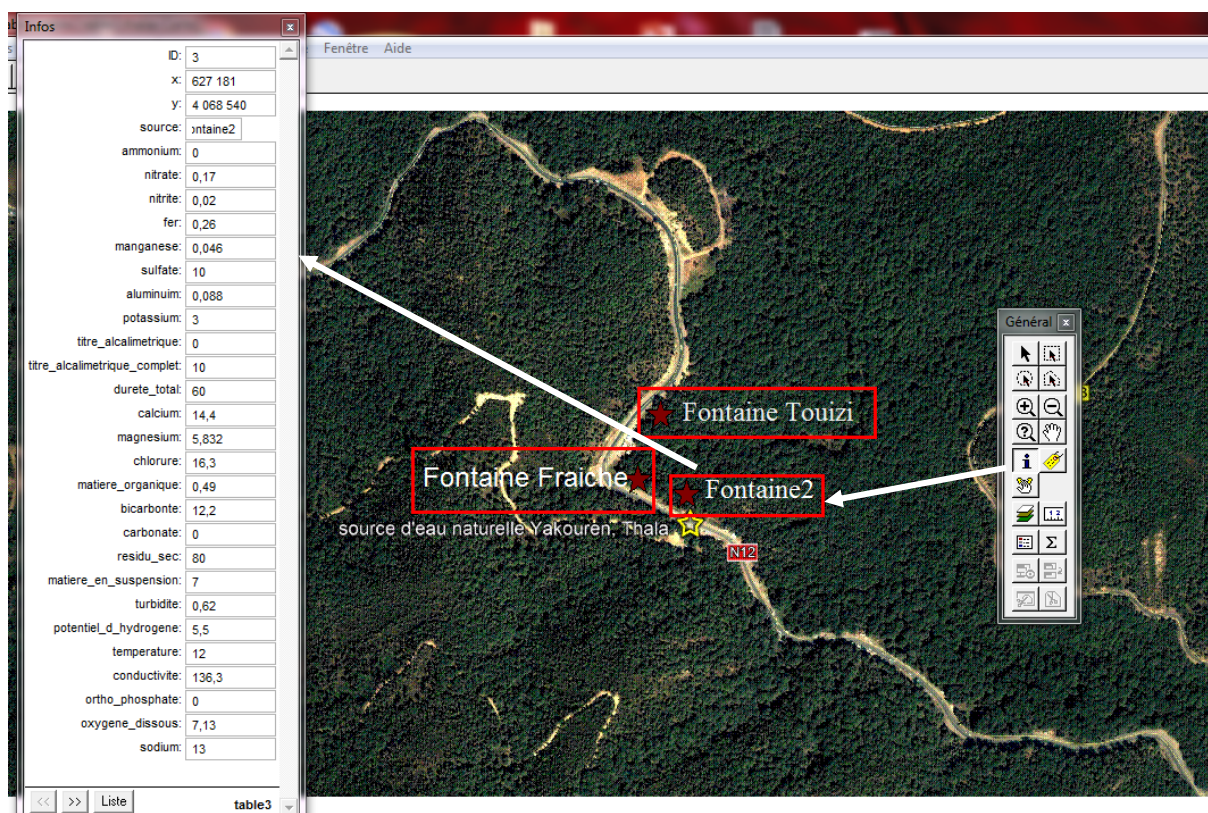 Infos
ID: 3
x: 627 181
y: 4 068 540
source: ontaine2
ammonium: 0
nitrate: 0,17
nitrite: 0,02
fer: 0,26
manganese: 0,046
sulfate: 10
aluminuim: 0,088
potassium: 3
titre_alcalimetrique: 0
titre_alcalimetrique_complet: 10
durete_total: 60
calcium: 14,4
magnesium: 5,832
chlorure: 16,3
matiere_organique: 0,49
bicarbonte: 12,2
carbonate: 0
residu_sec: 80
matiere_en_suspension: 7
turbidite: 0,62
potentiel_d_hydrogene: 5,5
temperature: 12
conductivite: 136,3
ortho_phosphate: 0
oxygene_dissous: 7,13
sodium: 13
<< >> Liste table3
Fenêtre Aide
Fontaine Touizi
Fontaine Fraiche
Fontaine2
source d'eau naturelle Yakouren, Thala
N12
Général